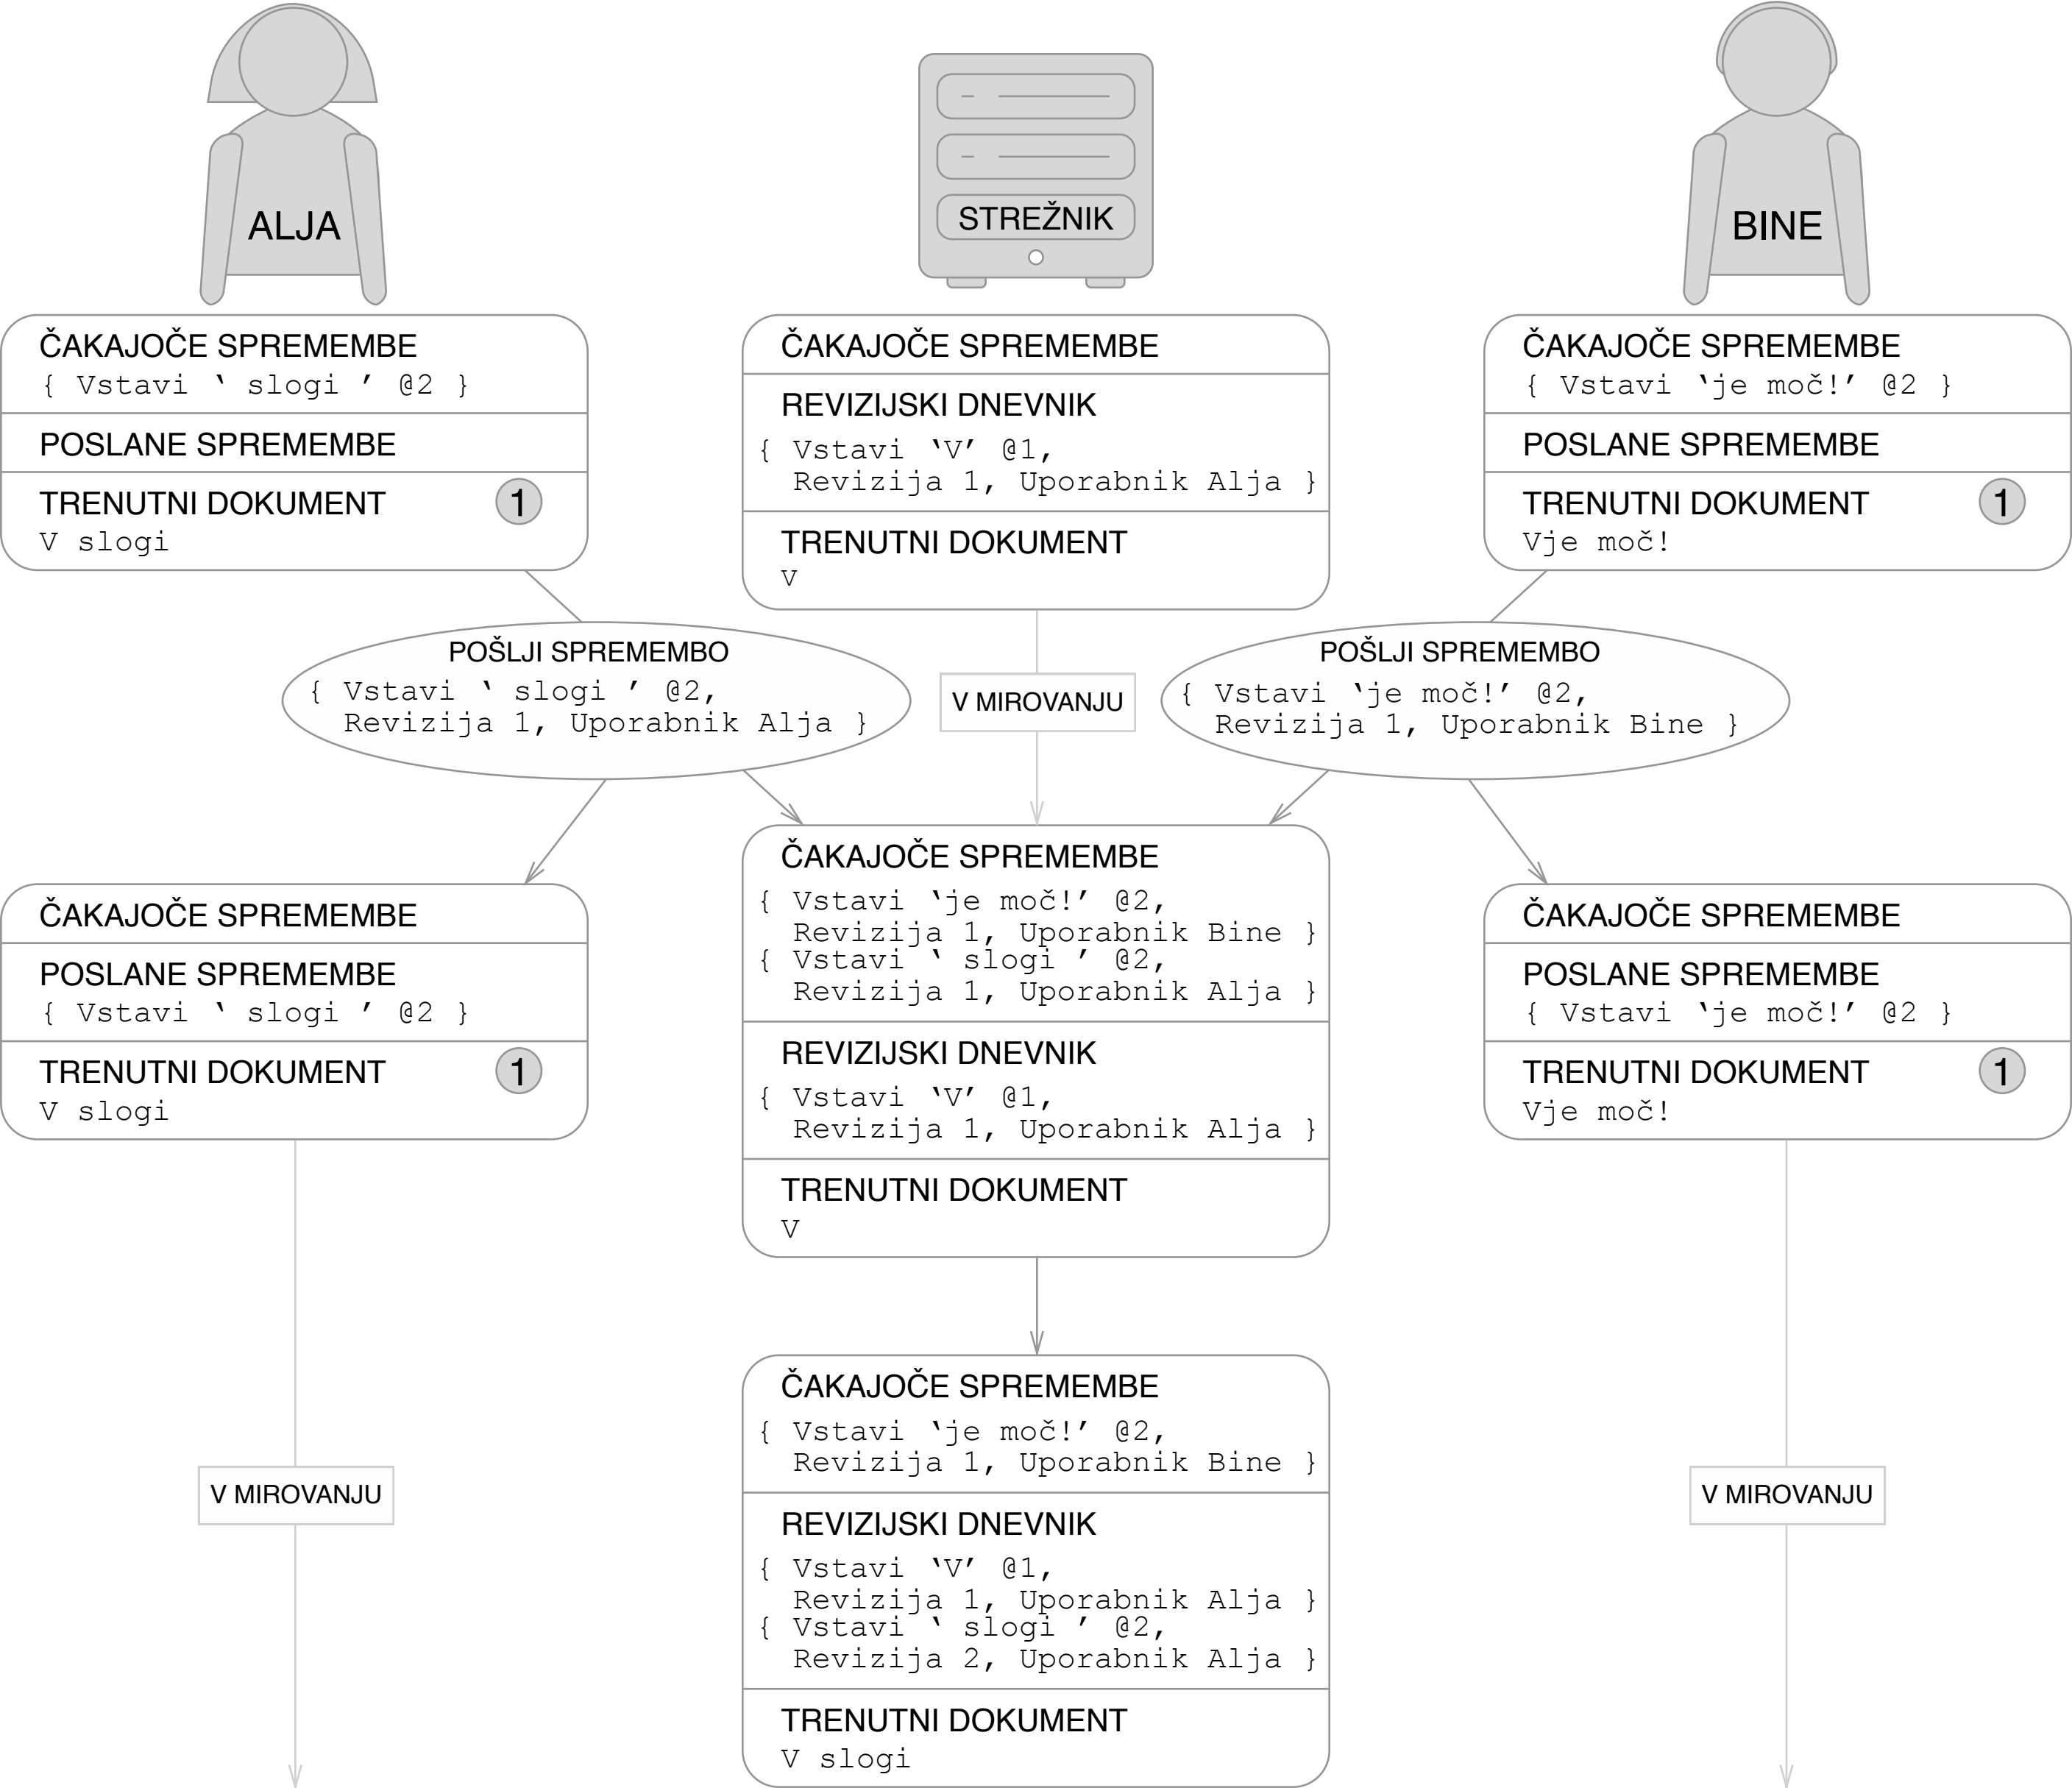 ALJA
STREŽNIK
BINE
ČAKAJOČE SPREMEMBE
{ Vstavi ‘ slogi ’ @2 }
POSLANE SPREMEMBE
TRENUTNI DOKUMENT
1
V slogi
ČAKAJOČE SPREMEMBE
REVIZIJSKI DNEVNIK
{ Vstavi ‘V’ @1,
Revizija 1, Uporabnik Alja }
TRENUTNI DOKUMENT
V
ČAKAJOČE SPREMEMBE
{ Vstavi ‘je moč!’ @2 }
POSLANE SPREMEMBE
TRENUTNI DOKUMENT
1
Vje moč!
POŠLJI SPREMEMBO
{ Vstavi ‘ slogi ’ @2,
Revizija 1, Uporabnik Alja }
V MIROVANJU
POŠLJI SPREMEMBO
{ Vstavi ‘je moč!’ @2,
Revizija 1, Uporabnik Bine }
ČAKAJOČE SPREMEMBE
POSLANE SPREMEMBE
{ Vstavi ‘ slogi ’ @2 }
TRENUTNI DOKUMENT
1
V slogi
ČAKAJOČE SPREMEMBE
{ Vstavi ‘je moč!’ @2,
Revizija 1, Uporabnik Bine }
{ Vstavi ‘ slogi ’ @2,
Revizija 1, Uporabnik Alja }
REVIZIJSKI DNEVNIK
{ Vstavi ‘V’ @1,
Revizija 1, Uporabnik Alja }
TRENUTNI DOKUMENT
V
ČAKAJOČE SPREMEMBE
POSLANE SPREMEMBE
{ Vstavi ‘je moč!’ @2 }
TRENUTNI DOKUMENT
1
Vje moč!
V MIROVANJU
ČAKAJOČE SPREMEMBE
{ Vstavi ‘je moč!’ @2,
Revizija 1, Uporabnik Bine }
REVIZIJSKI DNEVNIK
{ Vstavi ‘V’ @1,
Revizija 1, Uporabnik Alja }
{ Vstavi ‘ slogi ’ @2,
Revizija 2, Uporabnik Alja }
TRENUTNI DOKUMENT
V slogi
V MIROVANJU